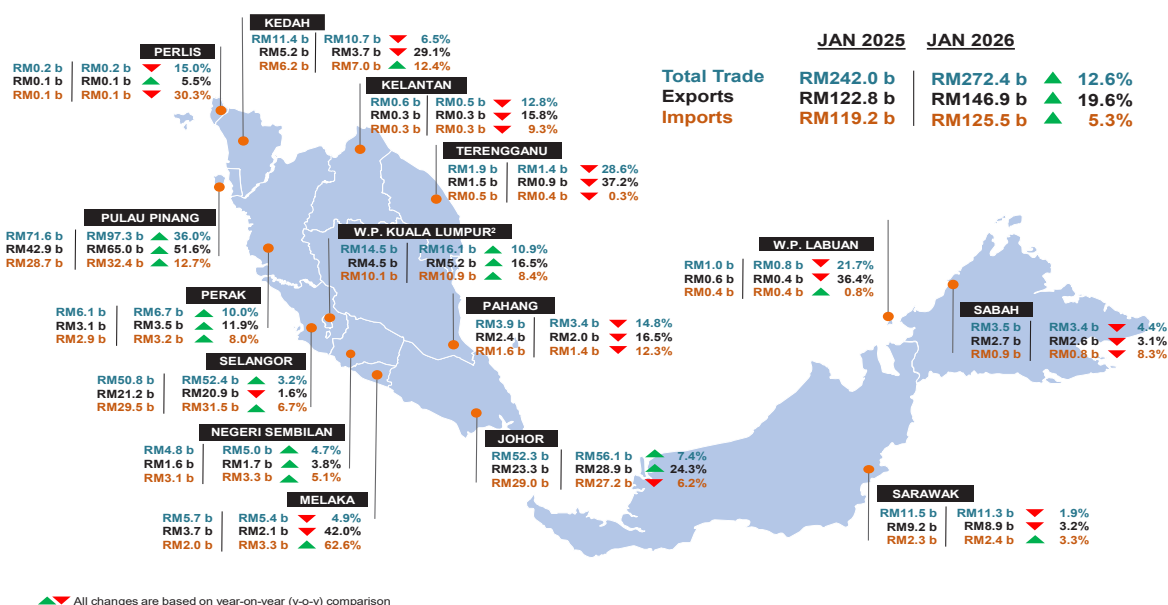 JAN 2025 JAN 2026
Total Trade RM242.0 b RM272.4 b 12.6%
Exports RM122.8 b RM146.9 b 19.6%
Imports RM119.2 b RM125.5 b 5.3%
KEDAH
RM11.4 b RM10.7 b 6.5%
RM5.2 b RM3.7 b 29.1%
RM6.2 b RM7.0 b 12.4%
PERLIS
RM0.2 b RM0.2 b 15.0%
RM0.1 b RM0.1 b 5.5%
RM0.1 b RM0.1 b 30.3%
KELANTAN
RM0.6 b RM0.5 b 12.8%
RM0.3 b RM0.3 b 15.8%
RM0.3 b RM0.3 b 9.3%
TERENGGANU
RM1.9 b RM1.4 b 28.6%
RM1.5 b RM0.9 b 37.2%
RM0.5 b RM0.4 b 0.3%
PULAU PINANG
RM71.6 b RM97.3 b 36.0%
RM42.9 b RM65.0 b 51.6%
RM28.7 b RM32.4 b 12.7%
W.P. KUALA LUMPUR²
RM14.5 b RM16.1 b 10.9%
RM4.5 b RM5.2 b 16.5%
RM10.1 b RM10.9 b 8.4%
W.P. LABUAN
RM1.0 b RM0.8 b 21.7%
RM0.6 b RM0.4 b 36.4%
RM0.4 b RM0.4 b 0.8%
PERAK
RM6.1 b RM6.7 b 10.0%
RM3.1 b RM3.5 b 11.9%
RM2.9 b RM3.2 b 8.0%
PAHANG
RM3.9 b RM3.4 b 14.8%
RM2.4 b RM2.0 b 16.5%
RM1.6 b RM1.4 b 12.3%
SABAH
RM3.5 b RM3.4 b 4.4%
RM2.7 b RM2.6 b 3.1%
RM0.9 b RM0.8 b 8.3%
SELANGOR
RM50.8 b RM52.4 b 3.2%
RM21.2 b RM20.9 b 1.6%
RM29.5 b RM31.5 b 6.7%
NEGERI SEMBILAN
RM4.8 b RM5.0 b 4.7%
RM1.6 b RM1.7 b 3.8%
RM3.1 b RM3.3 b 5.1%
JOHOR
RM52.3 b RM56.1 b 7.4%
RM23.3 b RM28.9 b 24.3%
RM29.0 b RM27.2 b 6.2%
MELAKA
RM5.7 b RM5.4 b 4.9%
RM3.7 b RM2.1 b 42.0%
RM2.0 b RM3.3 b 62.6%
SARAWAK
RM11.5 b RM11.3 b 1.9%
RM9.2 b RM8.9 b 3.2%
RM2.3 b RM2.4 b 3.3%
All changes are based on year-on-year (y-o-y) comparison